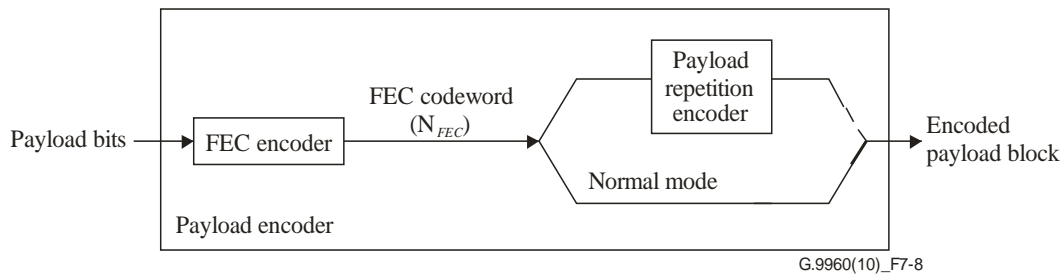 Payload bits
FEC encoder
FEC codeword
(N_FEC)
Payload
repetition
encoder
Normal mode
Encoded
payload block
Payload encoder
G.9960(10)_F7-8